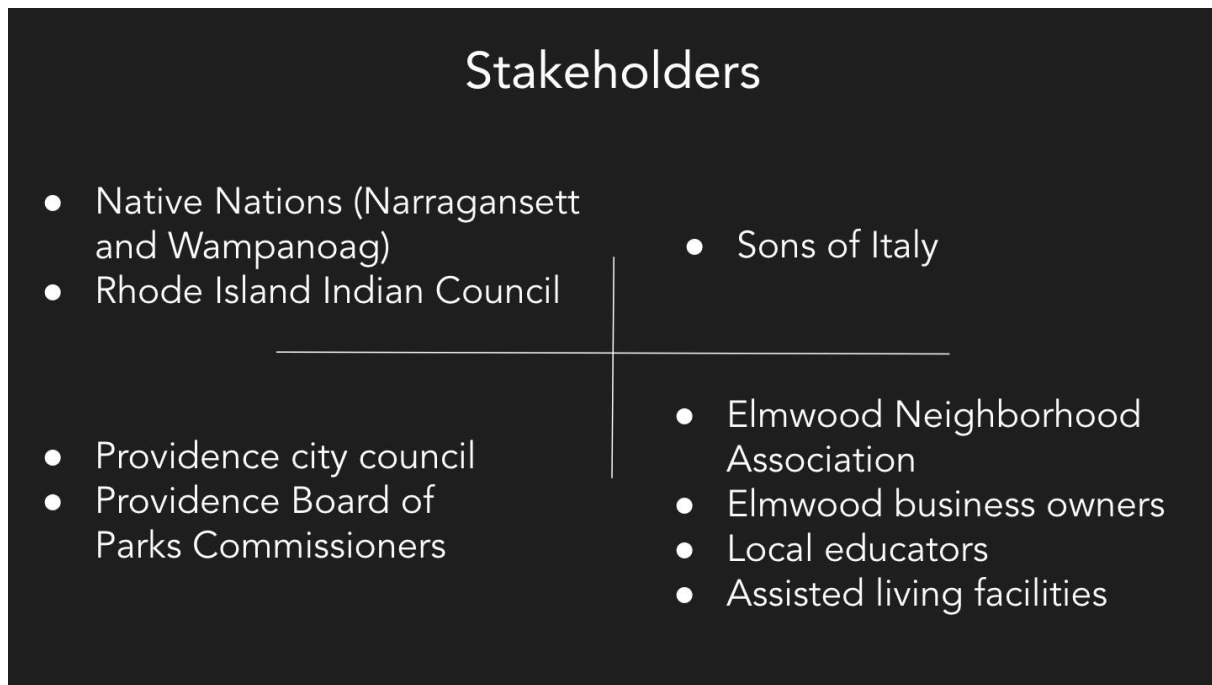 Stakeholders
● Native Nations (Narragansett
and Wampanoag)
● Rhode Island Indian Council
● Sons of Italy
● Providence city council
● Providence Board of
Parks Commissioners
● Elmwood Neighborhood
Association
● Elmwood business owners
● Local educators
● Assisted living facilities